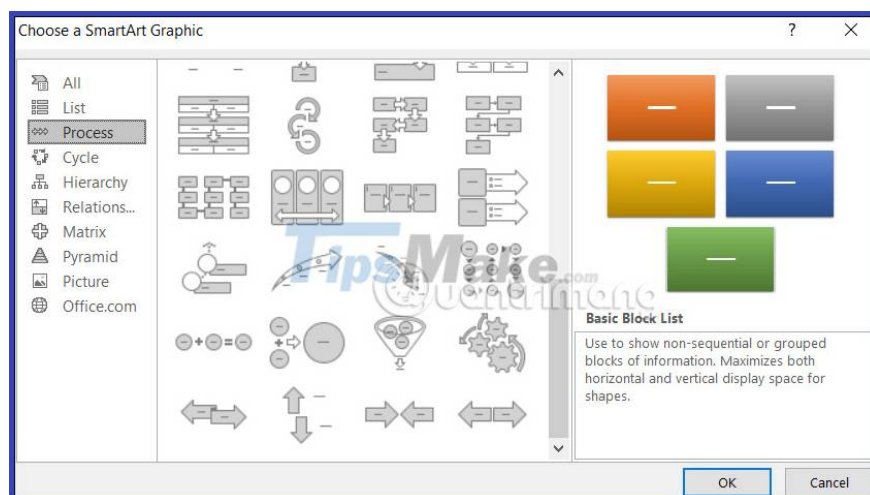 Choose a SmartArt Graphic
?
All
List
Process
Cycle
Hierarchy
Relations...
Matrix
Pyramid
Picture
Office.com
TipsMake.com
Quantrimang
Basic Block List
Use to show non-sequential or grouped
blocks of information. Maximizes both
horizontal and vertical display space for
shapes.
OK
Cancel